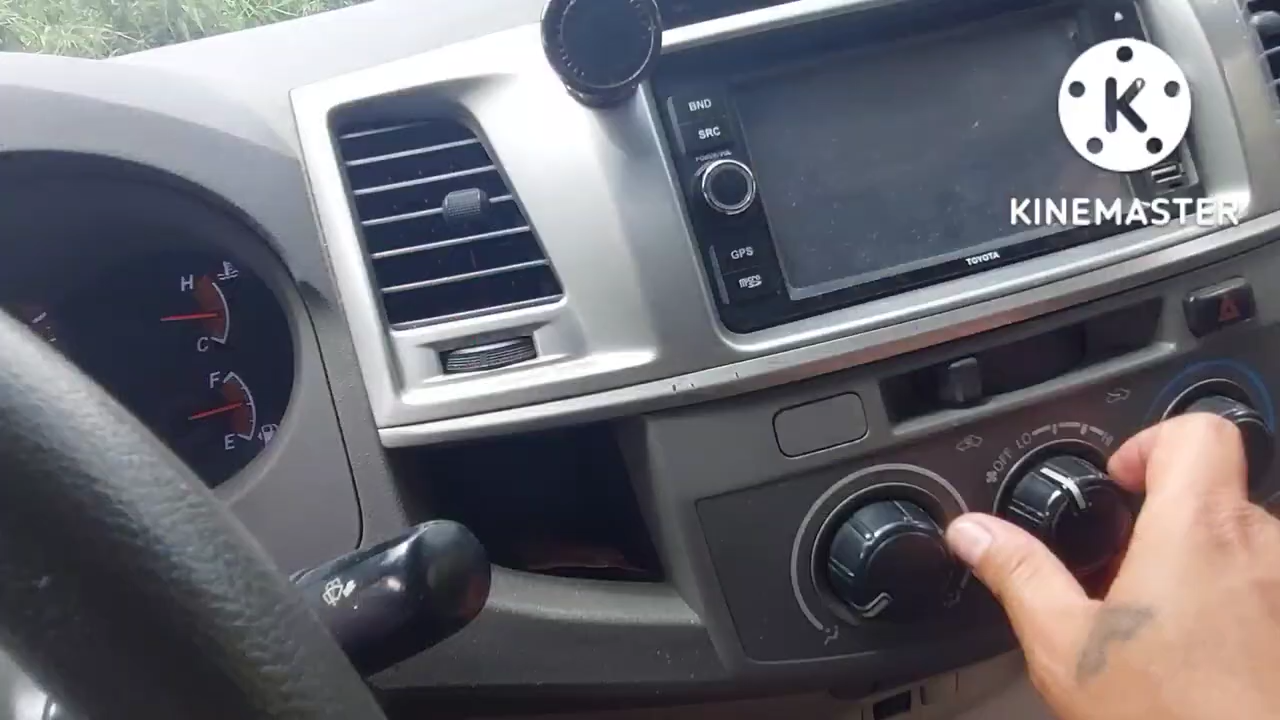 BND
SRC
GPS
TOYOTA
K
KINEMASTER
H
C
F
E
OFF LO HI